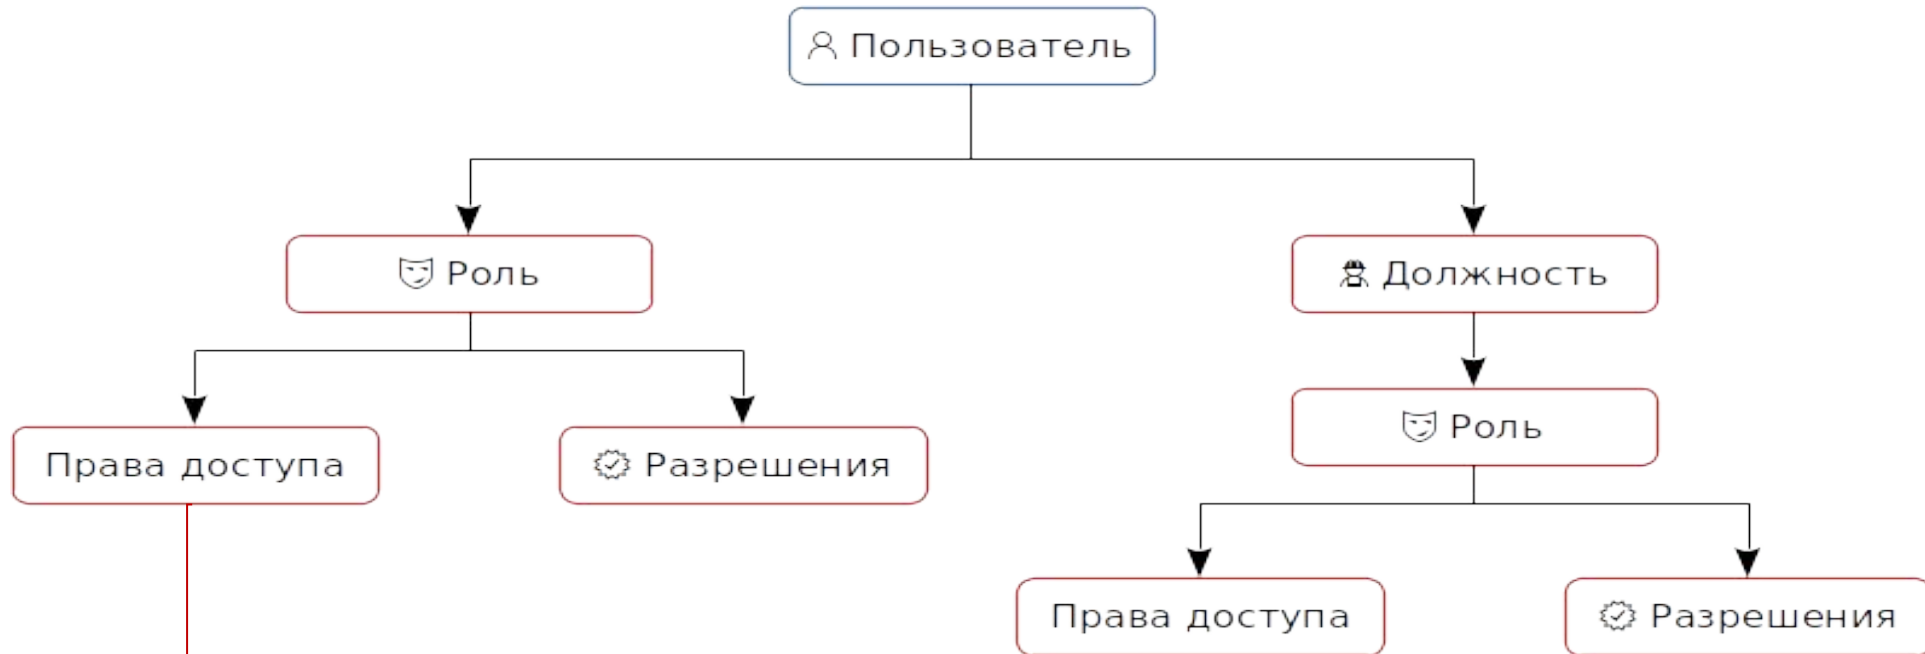 Пользователь
Роль
Должность
Права доступа
Разрешения
Роль
Права доступа
Разрешения